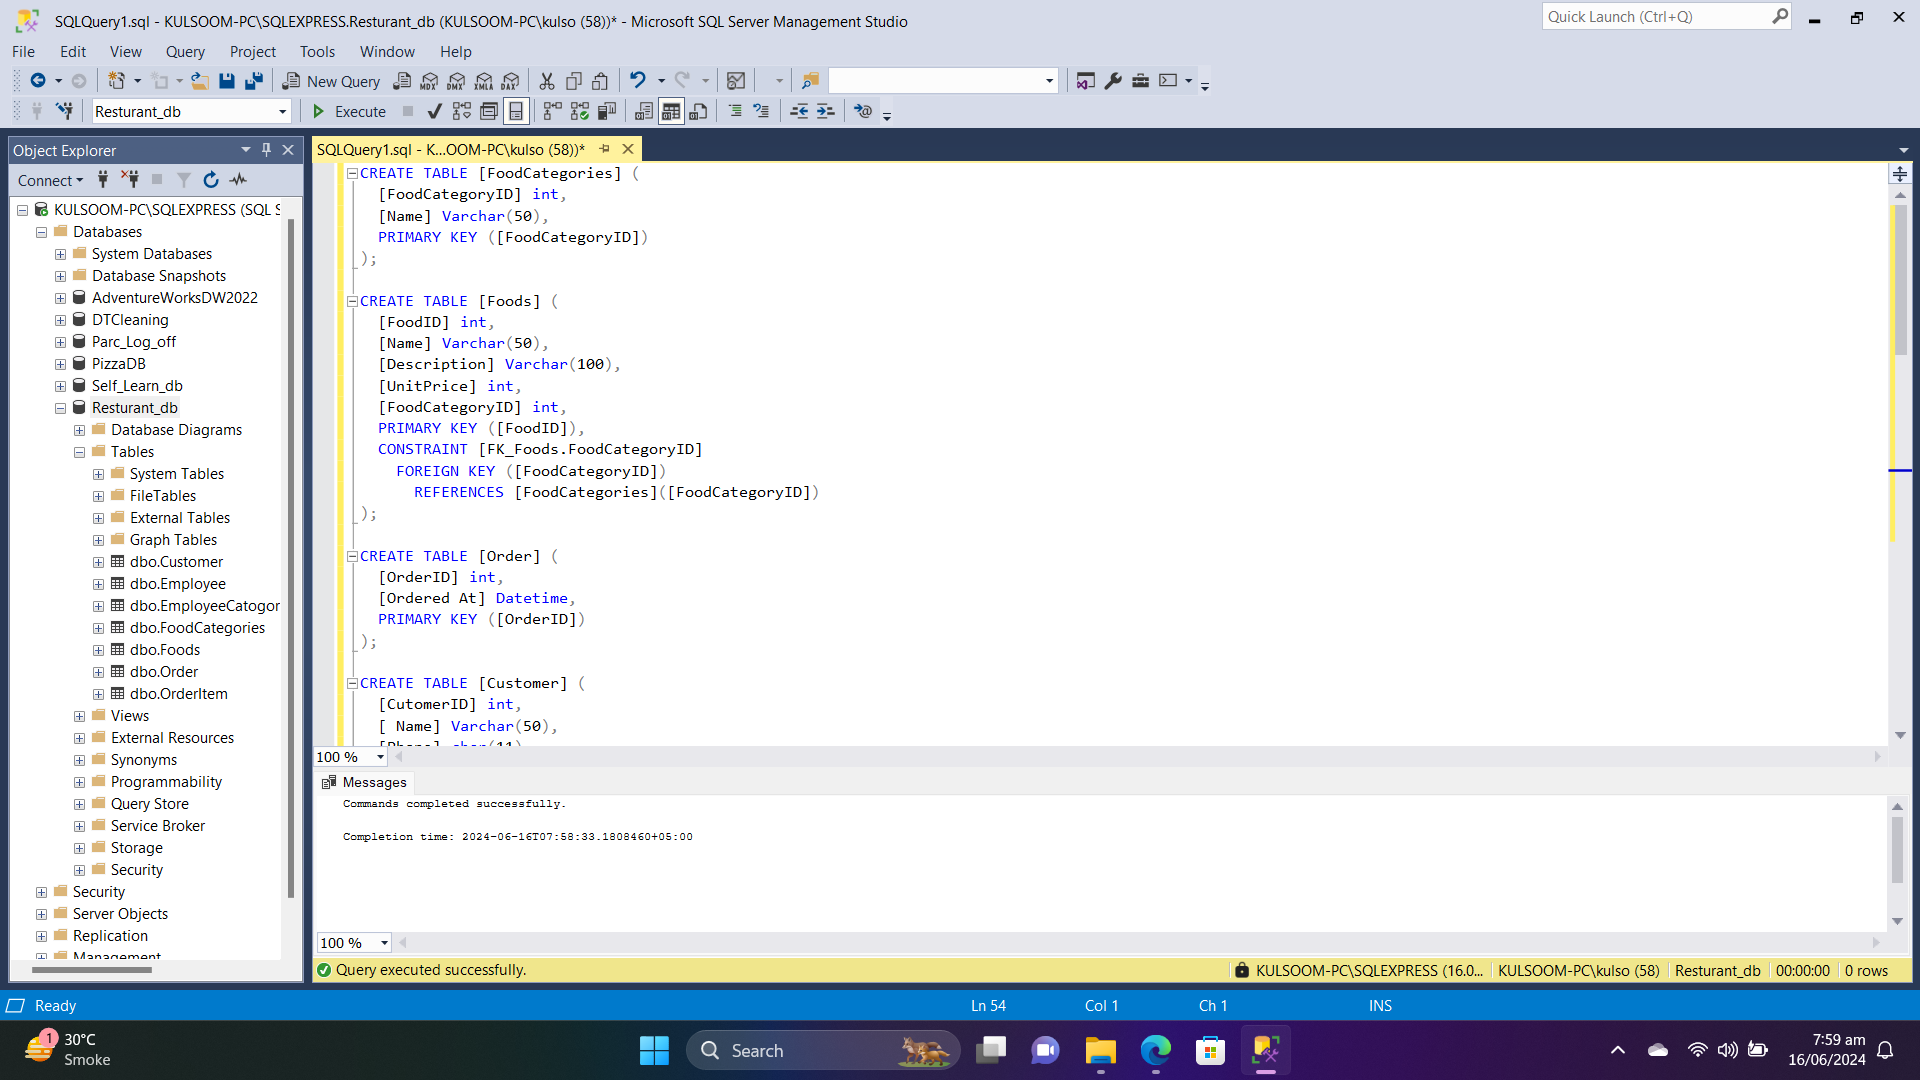 SQLQuery1.sql - KULSOOM-PC\SQLEXPRESS.Resturant_db (KULSOOM-PC\kulso (58))* - Microsoft SQL Server Management Studio
Quick Launch (Ctrl+Q)
File Edit View Query Project Tools Window Help
New Query
MDX DMX XMLA DAX
Resturant_db
Execute
Object Explorer
SQLQuery1.sql - K...OOM-PC\kulso (58))*
Connect
KULSOOM-PC\SQLEXPRESS (SQL S
Databases
System Databases
Database Snapshots
AdventureWorksDW2022
DTCleaning
Parc_Log_off
PizzaDB
Self_Learn_db
Resturant_db
Database Diagrams
Tables
System Tables
FileTables
External Tables
Graph Tables
dbo.Customer
dbo.Employee
dbo.EmployeeCatogor
dbo.FoodCategories
dbo.Foods
dbo.Order
dbo.OrderItem
Views
External Resources
Synonyms
Programmability
Query Store
Service Broker
Storage
Security
Security
Server Objects
Replication
Management
CREATE TABLE [FoodCategories] (
[FoodCategoryID] int,
[Name] Varchar(50),
PRIMARY KEY ([FoodCategoryID])
);
CREATE TABLE [Foods] (
[FoodID] int,
[Name] Varchar(50),
[Description] Varchar(100),
[UnitPrice] int,
[FoodCategoryID] int,
PRIMARY KEY ([FoodID]),
CONSTRAINT [FK_Foods.FoodCategoryID]
FOREIGN KEY ([FoodCategoryID])
REFERENCES [FoodCategories]([FoodCategoryID])
);
CREATE TABLE [Order] (
[OrderID] int,
[Ordered At] Datetime,
PRIMARY KEY ([OrderID])
);
CREATE TABLE [Customer] (
[CutomerID] int,
[ Name] Varchar(50),
[Phone] char(11)
100 %
Messages
Commands completed successfully.
Completion time: 2024-06-16T07:58:33.1808460+05:00
100 %
Query executed successfully.
KULSOOM-PC\SQLEXPRESS (16.0... KULSOOM-PC\kulso (58) Resturant_db 00:00:00 0 rows
Ready
Ln 54 Col 1 Ch 1 INS
1
30°C
Smoke
Search
7:59 am
16/06/2024